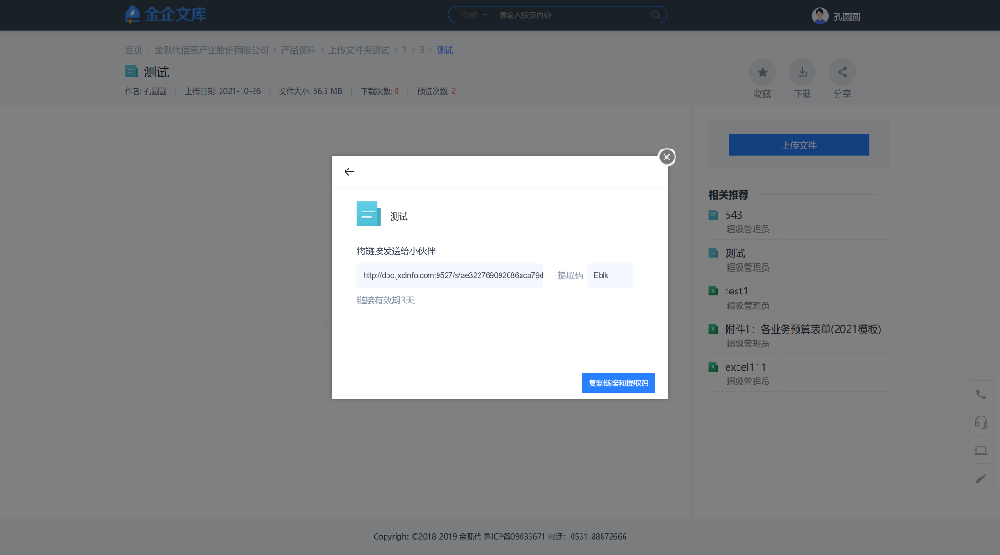 金企文库
全部 请输入搜索内容
孔圆圆
首页 > 金现代信息产业股份有限公司 > 产品资料 > 上传文件夹测试 > 1 > 3 > 测试
测试
作者: 孔圆圆 | 上传日期: 2021-10-26 | 文件大小: 66.5 MB | 下载次数: 0 | 预览次数: 2
收藏 下载 分享
上传文件
测试
将链接发送给小伙伴
http://doc.jxdinfo.com:9527/s/ae322769092086aca79d 提取码 Eblk
链接有效期3天
复制链接和提取码
相关推荐
543
超级管理员
测试
超级管理员
test1
超级管理员
附件1：各业务预算表单(2021模板)
超级管理员
excel111
超级管理员
Copyright ©2018-2019 金现代 鲁ICP备09033671 电话：0531-88872666